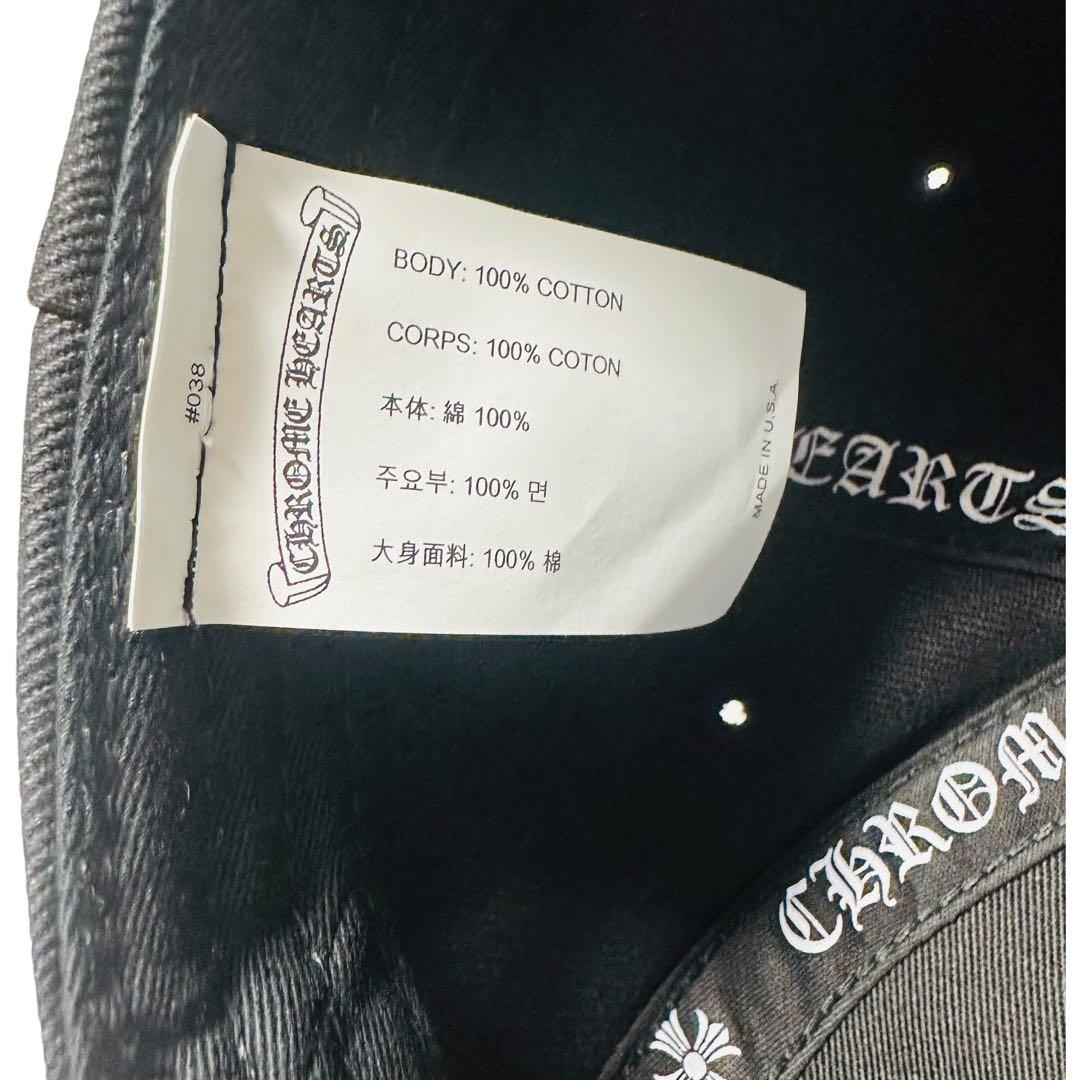 #038
CHROME HEARTS
BODY: 100% COTTON
CORPS: 100% COTON
本体: 綿 100%
주요부: 100% 면
大身面料: 100% 棉
MADE IN U.S.A.
EARTS
CHROM